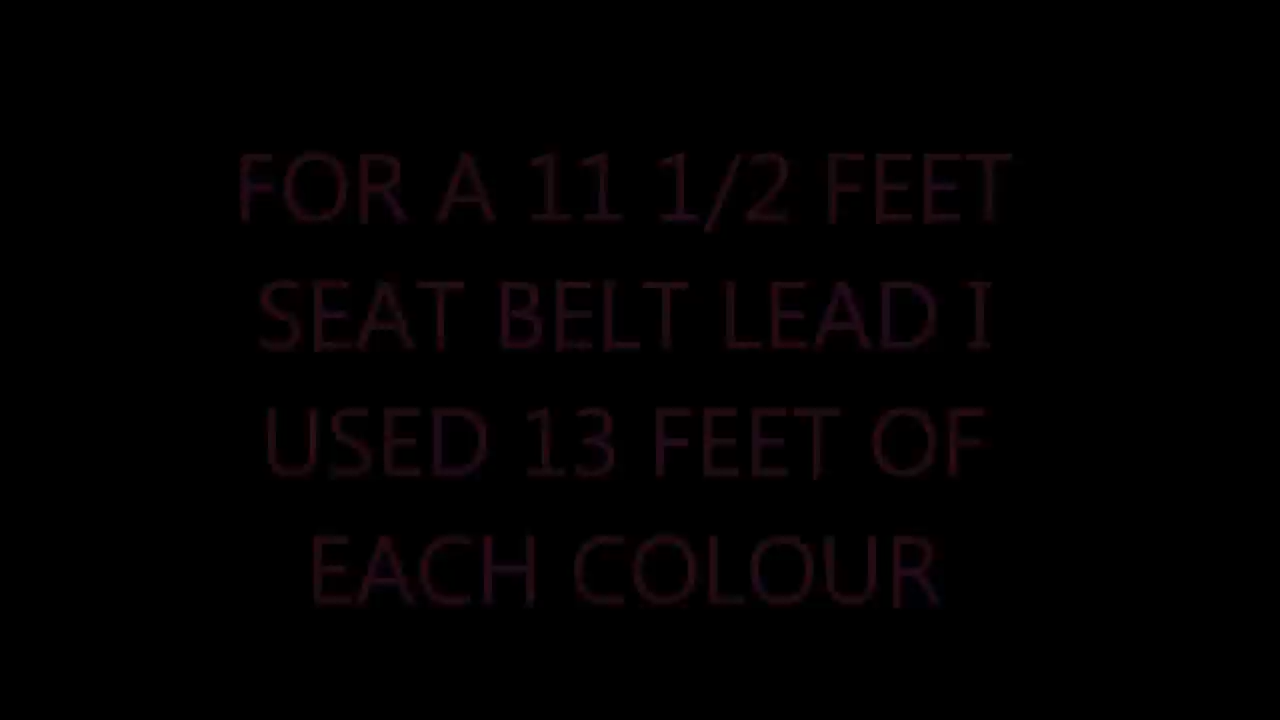 FOR A 11 1/2 FEET
SEAT BELT LEAD I
USED 13 FEET OF
EACH COLOUR